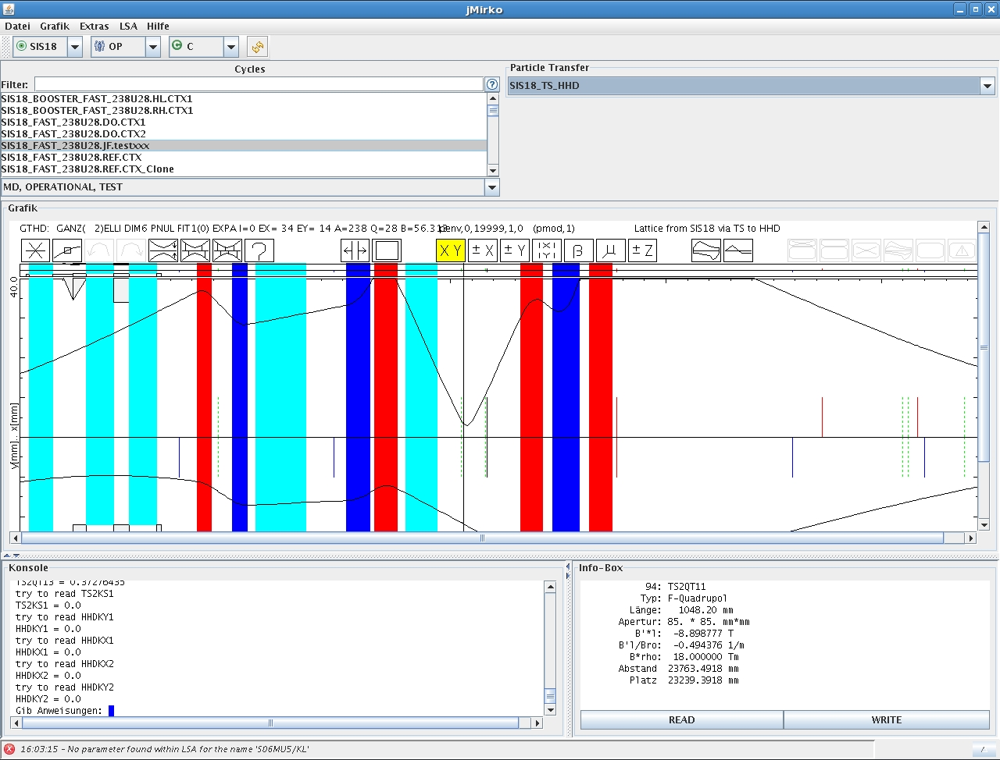 jMirko
Datei Grafik Extras LSA Hilfe
SIS18 OP C
Cycles
Particle Transfer
Filter:
SIS18_TS_HHD
SIS18_BOOSTER_FAST_238U28.HL.CTX1
SIS18_BOOSTER_FAST_238U28.RH.CTX1
SIS18_FAST_238U28.DO.CTX1
SIS18_FAST_238U28.DO.CTX2
SIS18_FAST_238U28.JF.testxxx
SIS18_FAST_238U28.REF.CTX
SIS18_FAST_238U28.REF.CTX_Clone
MD, OPERATIONAL, TEST
Grafik
GTHD: GANZ( 2)ELLI DIM6 PNUL FIT1(0) EXPA I=0 EX= 34 EY= 14 A=238 Q=28 B=56.3 penv,0,19999,1,0 (pmod,1) Lattice from SIS18 via TS to HHD
X Y ± X ± Y β μ ± Z
40.0
y[mm].. x[mm]
Konsole
TS2QT13 = 0.37276435
try to read TS2KS1
TS2KS1 = 0.0
try to read HHDKY1
HHDKY1 = 0.0
try to read HHDKX1
HHDKX1 = 0.0
try to read HHDKX2
HHDKX2 = 0.0
try to read HHDKY2
HHDKY2 = 0.0
Gib Anweisungen:
Info-Box
94: TS2QT11
Typ: F-Quadrupol
Länge: 1048.20 mm
Apertur: 85. * 85. mm*mm
B'*l: -8.898777 T
B'l/Bro: -0.494376 1/m
B*rho: 18.000000 Tm
Abstand 23763.4918 mm
Platz 23239.3918 mm
READ WRITE
16:03:15 - No parameter found within LSA for the name 'S06MU5/KL'